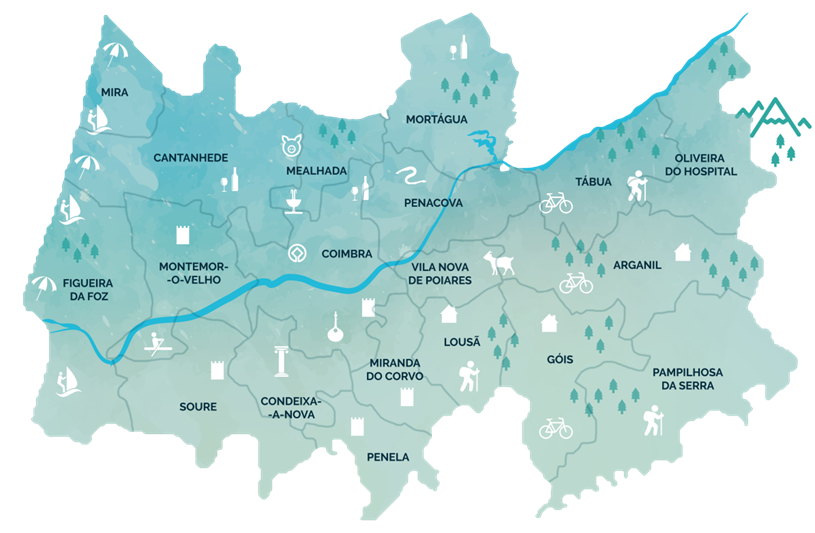 MIRA
MORTÁGUA
CANTANHEDE
MEALHADA
OLIVEIRA
DO HOSPITAL
TÁBUA
PENACOVA
COIMBRA
MONTEMOR-
-O-VELHO
VILA NOVA
DE POIARES
ARGANIL
FIGUEIRA
DA FOZ
LOUSÃ
GÓIS
MIRANDA
DO CORVO
PAMPILHOSA
DA SERRA
SOURE
CONDEIXA-
-A-NOVA
PENELA